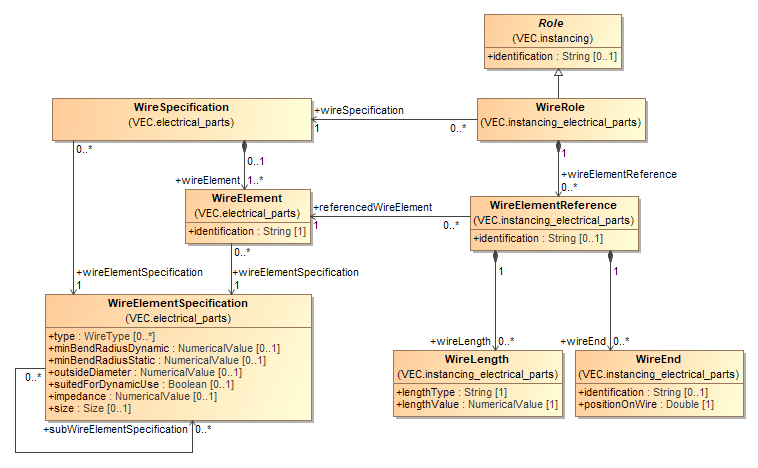 Role
(VEC.instancing)
+identification : String [0..1]
WireSpecification
(VEC.electrical_parts)
+wireSpecification
1
0..*
WireRole
(VEC.instancing_electrical_parts)
0..*
0..1
1
+wireElement
1..*
+wireElementReference
0..*
WireElement
(VEC.electrical_parts)
+identification : String [1]
+referencedWireElement
1
0..*
WireElementReference
(VEC.instancing_electrical_parts)
+identification : String [0..1]
0..*
1
1
+wireElementSpecification
1
+wireElementSpecification
1
WireElementSpecification
(VEC.electrical_parts)
+type : WireType [0..*]
+minBendRadiusDynamic : NumericalValue [0..1]
+minBendRadiusStatic : NumericalValue [0..1]
+outsideDiameter : NumericalValue [0..1]
+suitedForDynamicUse : Boolean [0..1]
+impedance : NumericalValue [0..1]
+size : Size [0..1]
0..*
+subWireElementSpecification
0..*
+wireLength
0..*
+wireEnd
0..*
WireLength
(VEC.instancing_electrical_parts)
+lengthType : String [1]
+lengthValue : NumericalValue [1]
WireEnd
(VEC.instancing_electrical_parts)
+identification : String [0..1]
+positionOnWire : Double [1]